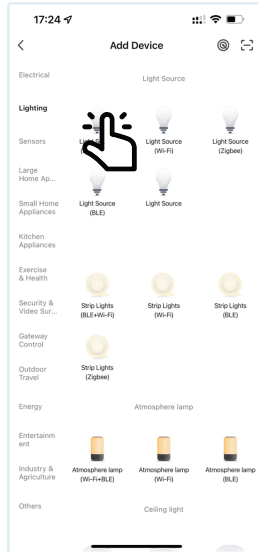 17:24
Add Device
Electrical
Light Source
Lighting
Sensors
Light Source
(Wi-Fi)
Light Source
(Zigbee)
Large
Home Ap...
Small Home
Appliances
Light Source
(BLE)
Light Source
Kitchen
Appliances
Exercise
& Health
Security &
Video Sur...
Strip Lights
(BLE+Wi-Fi)
Strip Lights
(Wi-Fi)
Strip Lights
(BLE)
Gateway
Control
Outdoor
Travel
Strip Lights
(Zigbee)
Energy
Atmosphere lamp
Entertainm
ent
Industry &
Agriculture
Atmosphere lamp
(Wi-Fi+BLE)
Atmosphere lamp
(Wi-Fi)
Atmosphere lamp
(BLE)
Others
Ceiling light